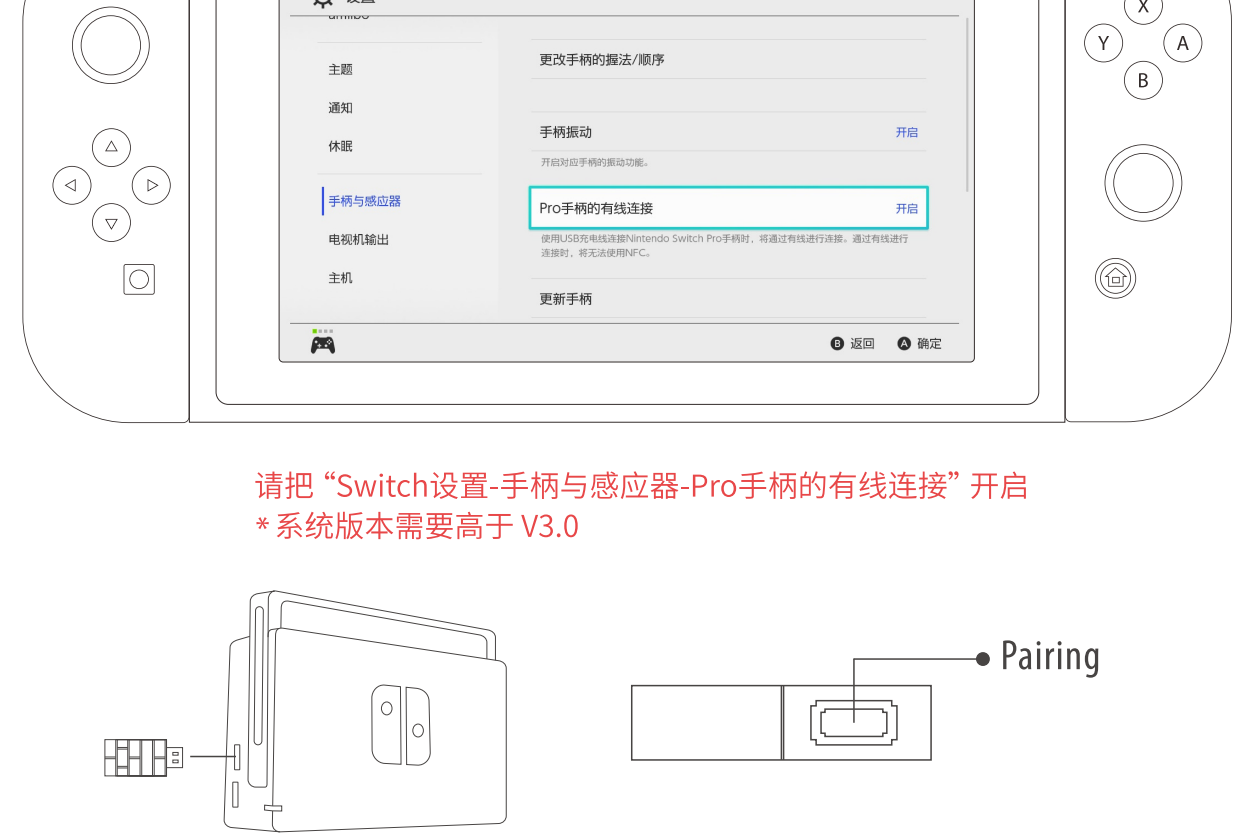 设置
amiibo
主题
通知
休眠
手柄与感应器
电视机输出
主机
更改手柄的握法/顺序
手柄振动 开启
开启对应手柄的振动功能。
Pro手柄的有线连接 开启
使用USB充电线连接Nintendo Switch Pro手柄时，将通过有线进行连接。通过有线进行
连接时，将无法使用NFC。
更新手柄
B 返回 A 确定
X
Y A
B
请把 “Switch设置-手柄与感应器-Pro手柄的有线连接” 开启
* 系统版本需要高于 V3.0
Pairing